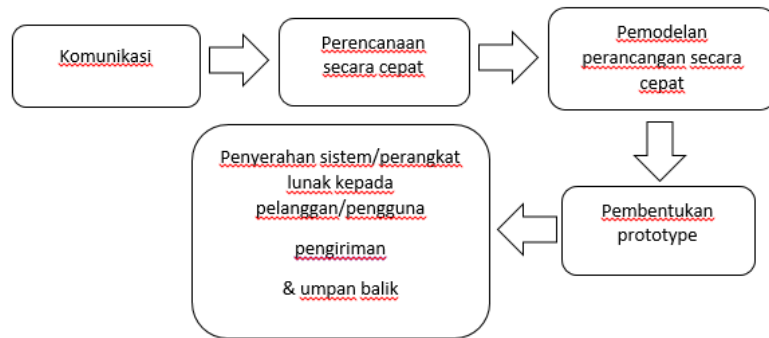 Komunikasi
Perencanaan
secara cepat
Pemodelan
perancangan secara
cepat
Pembentukan
prototype
Penyerahan sistem/perangkat
lunak kepada
pelanggan/pengguna
pengiriman
& umpan balik